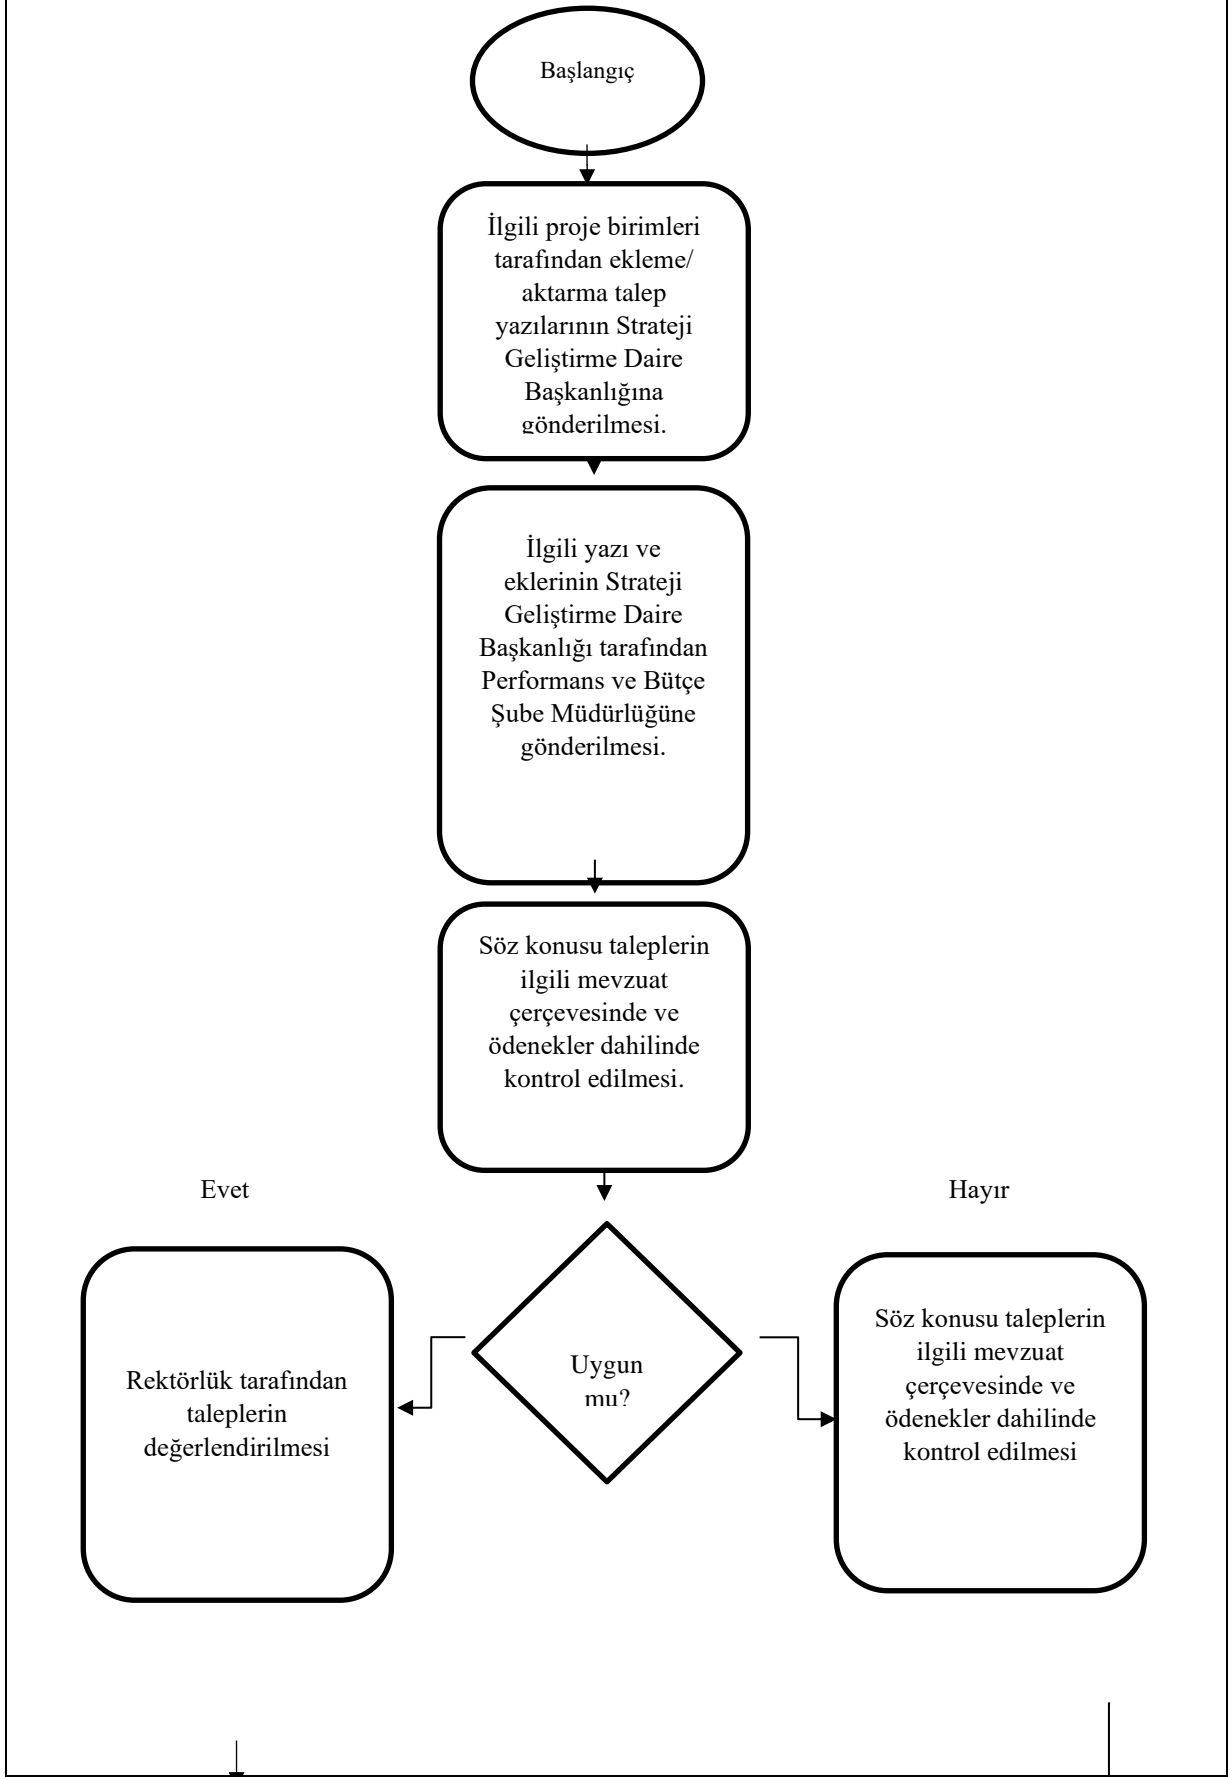 Başlangıç
İlgili proje birimleri
tarafından ekleme/
aktarma talep
yazılarının Strateji
Geliştirme Daire
Başkanlığına
gönderilmesi.
İlgili yazı ve
eklerinin Strateji
Geliştirme Daire
Başkanlığı tarafından
Performans ve Bütçe
Şube Müdürlüğüne
gönderilmesi.
Söz konusu taleplerin
ilgili mevzuat
çerçevesinde ve
ödenekler dahilinde
kontrol edilmesi.
Evet
Hayır
Uygun
mu?
Rektörlük tarafından
taleplerin
değerlendirilmesi
Söz konusu taleplerin
ilgili mevzuat
çerçevesinde ve
ödenekler dahilinde
kontrol edilmesi